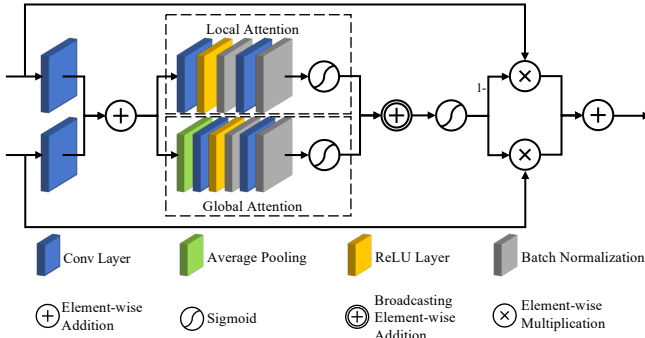 Local Attention
1-
Global Attention
Conv Layer
Average Pooling
ReLU Layer
Batch Normalization
Element-wise
Addition
Sigmoid
Broadcasting
Element-wise
Addition
Element-wise
Multiplication